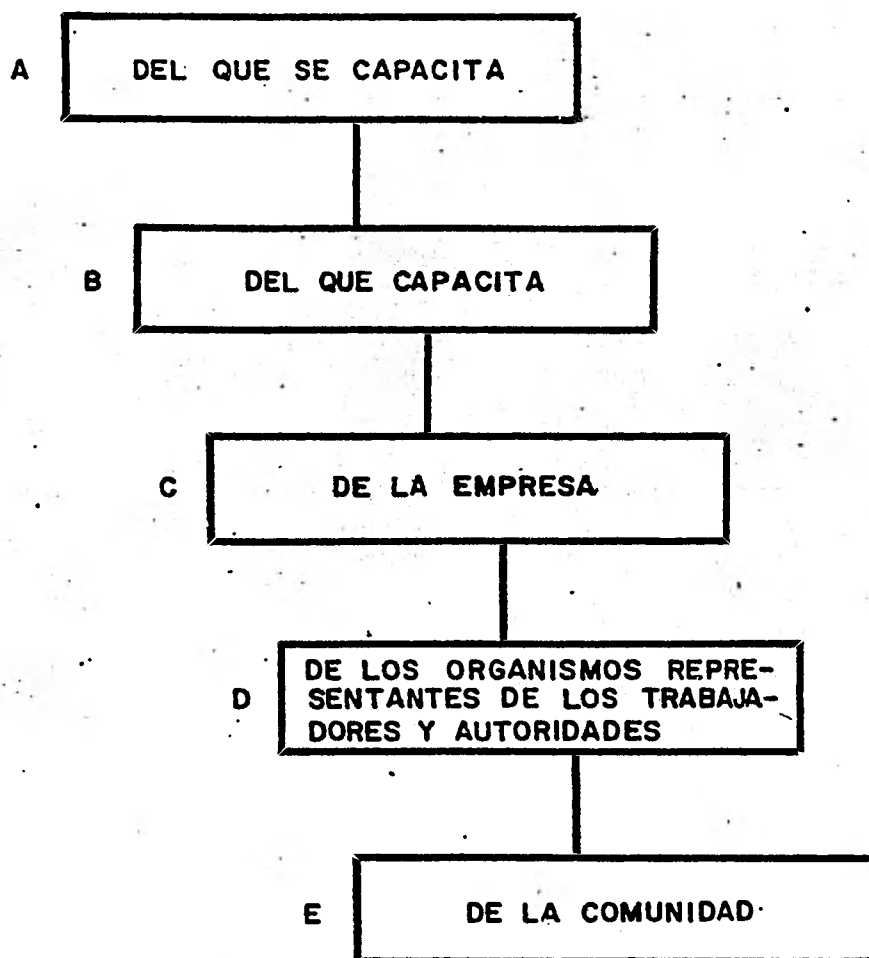 A DEL QUE SE CAPACITA
B DEL QUE CAPACITA
C DE LA EMPRESA
DE LOS ORGANISMOS REPRE-
D SENTANTES DE LOS TRABAJA-
DORES Y AUTORIDADES
E DE LA COMUNIDAD